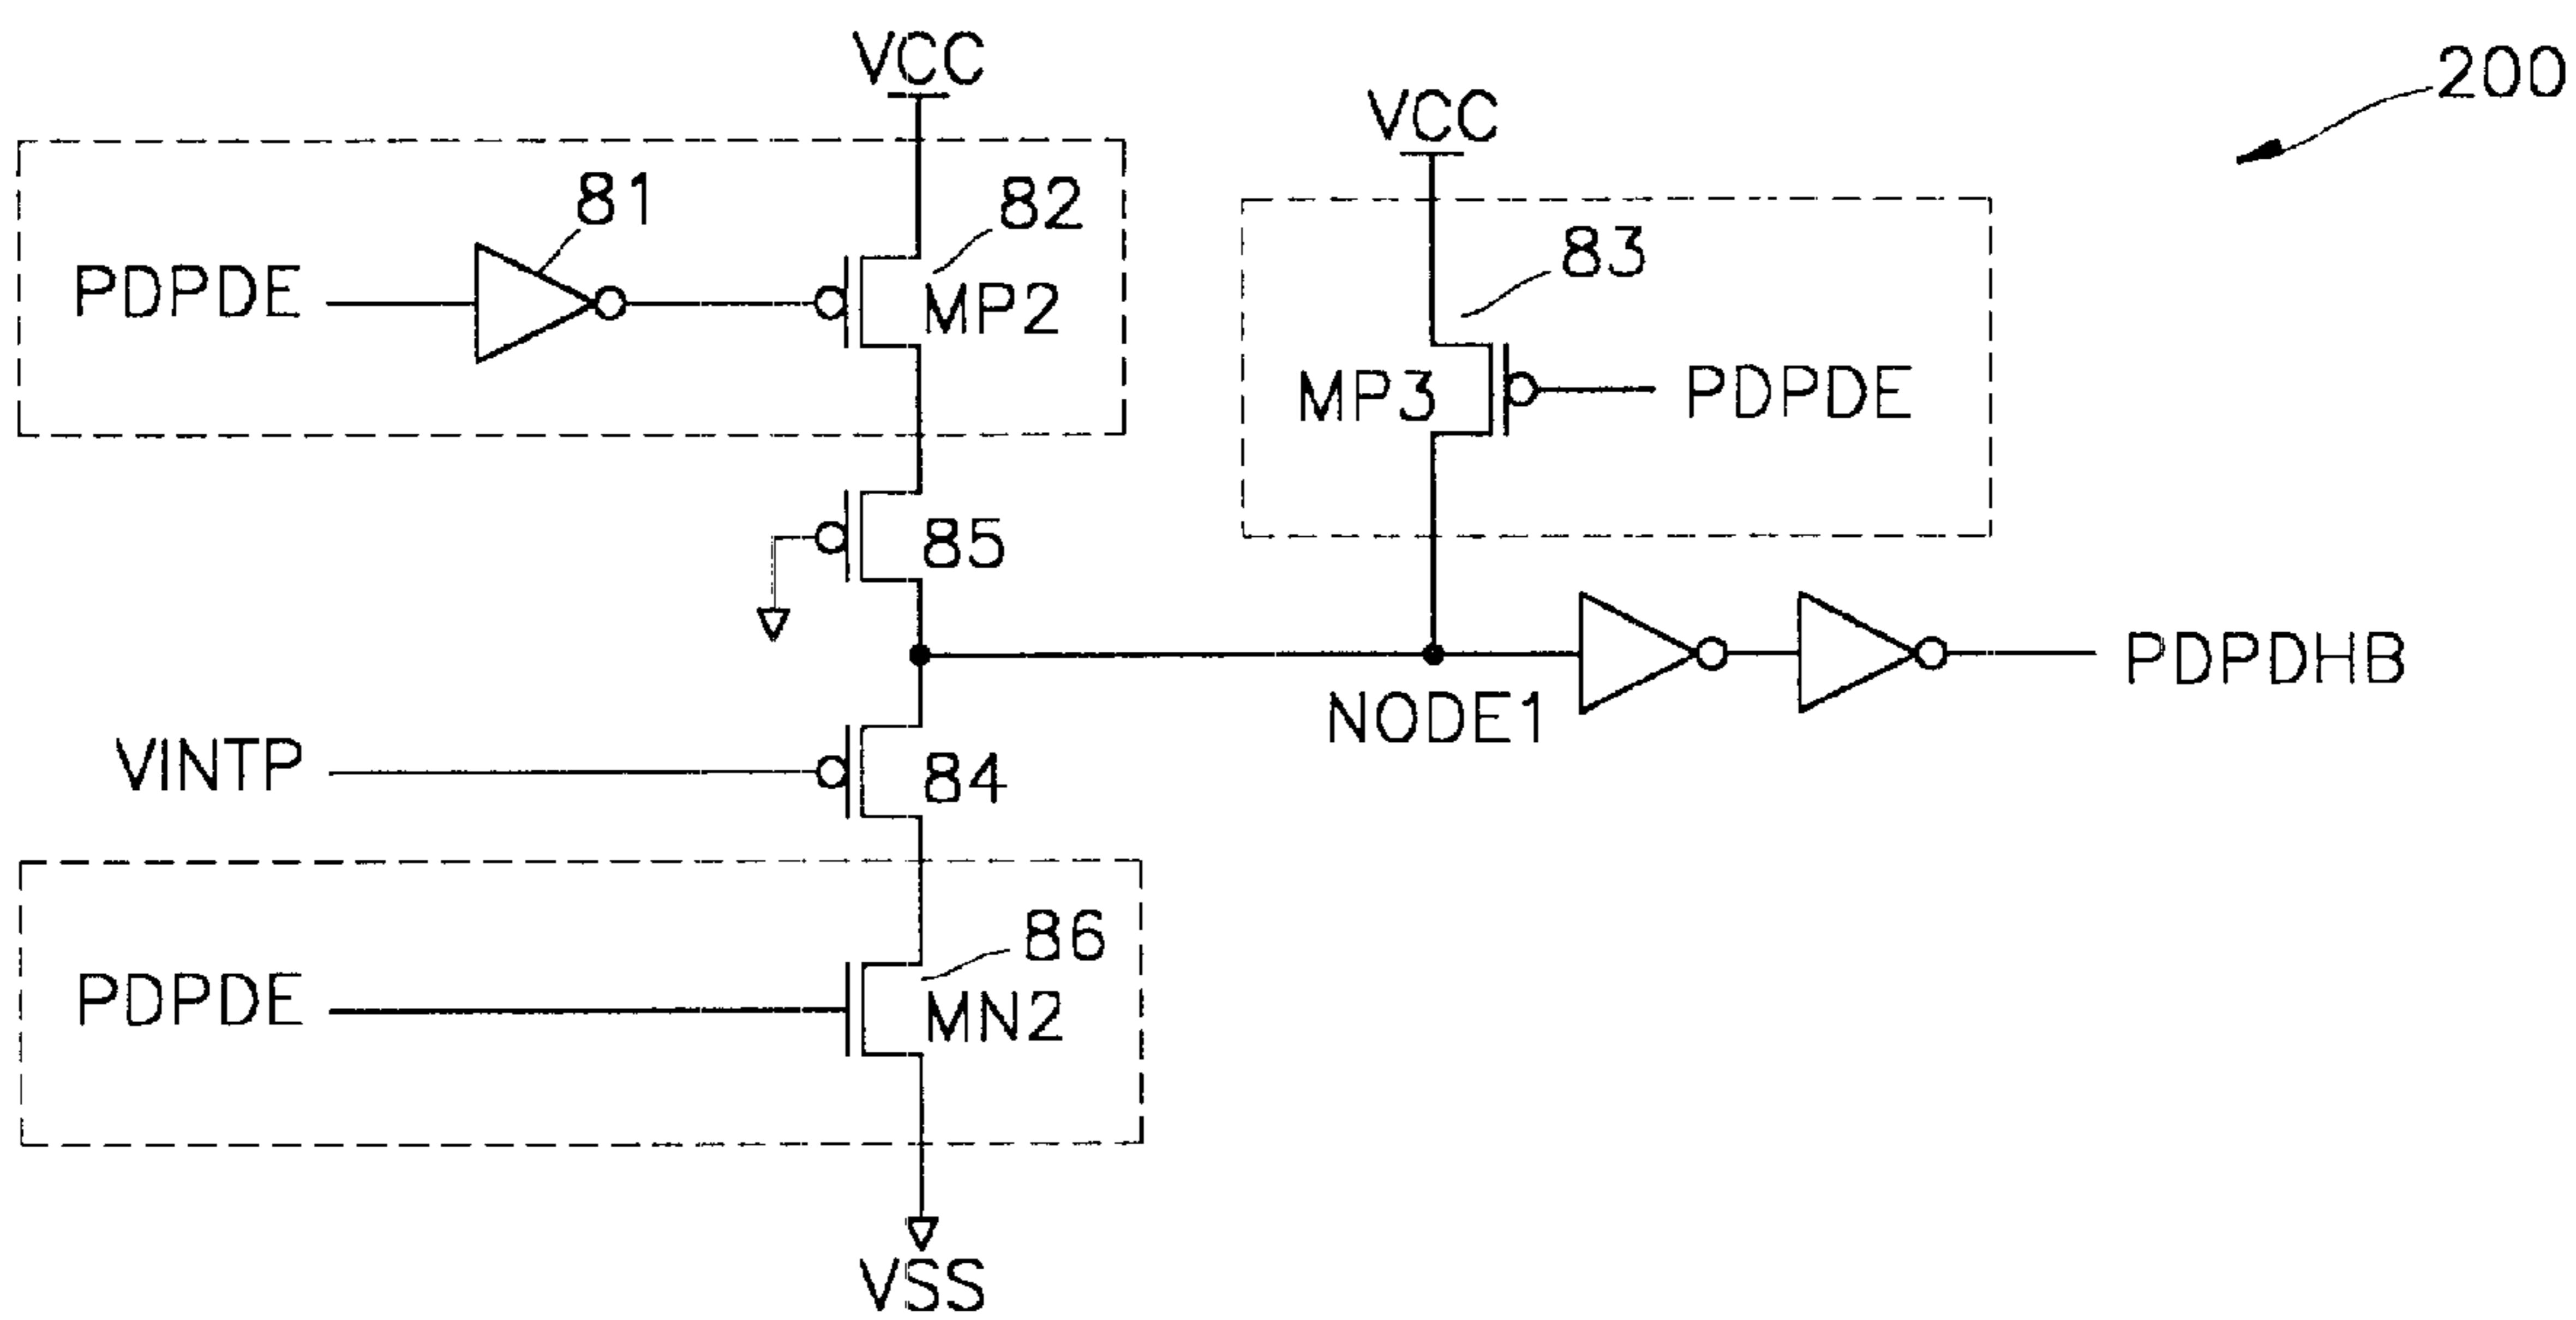 VCC
200
VCC
81
82
83
PDPDE
MP2
MP3
PDPDE
85
PDPDHB
NODE1
VINTP
84
86
PDPDE
MN2
VSS